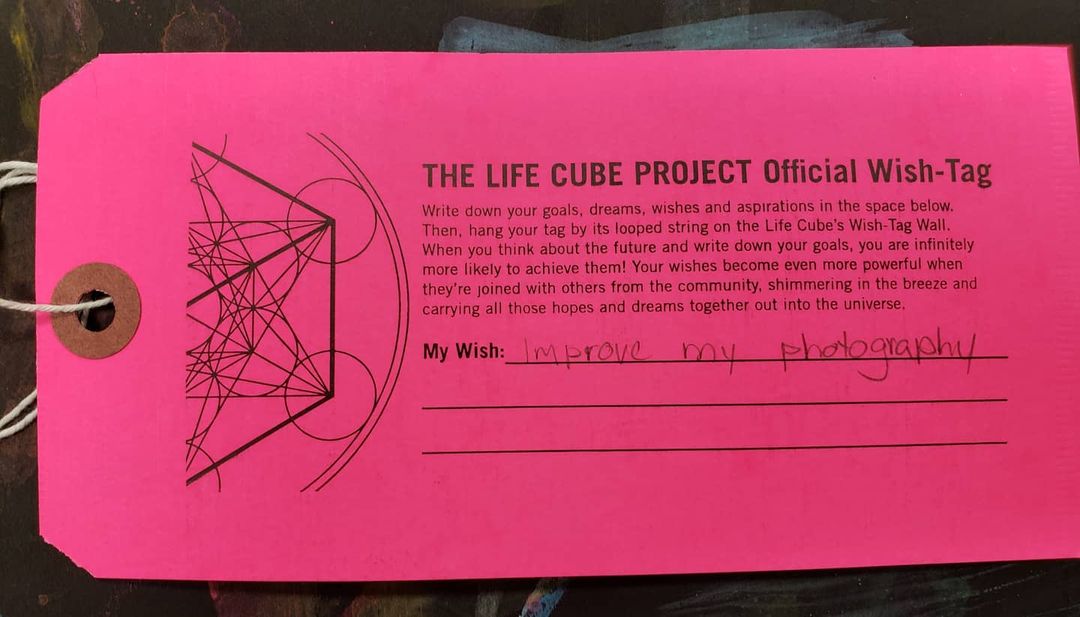 THE LIFE CUBE PROJECT Official Wish-Tag
Write down your goals, dreams, wishes and aspirations in the space below.
Then, hang your tag by its looped string on the Life Cube's Wish-Tag Wall.
When you think about the future and write down your goals, you are infinitely
more likely to achieve them! Your wishes become even more powerful when
they're joined with others from the community, shimmering in the breeze and
carrying all those hopes and dreams together out into the universe.
My Wish: Improve my photography